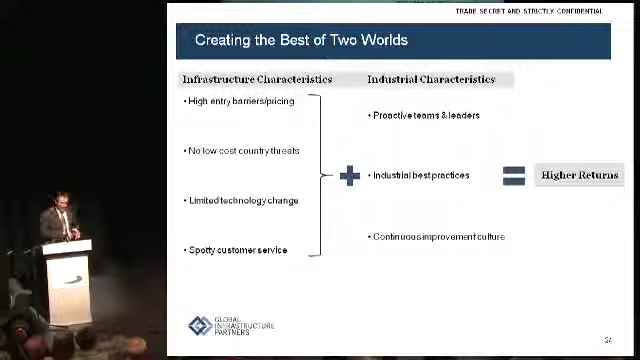 TRADE SECRET AND STRICTLY CONFIDENTIAL
Creating the Best of Two Worlds
Infrastructure Characteristics
Industrial Characteristics
• High entry barriers/pricing
• Proactive teams & leaders
• No low cost country threats
• Industrial best practices
Higher Returns
• Limited technology change
• Continuous improvement culture
• Spotty customer service
GLOBAL
INFRASTRUCTURE
PARTNERS
24